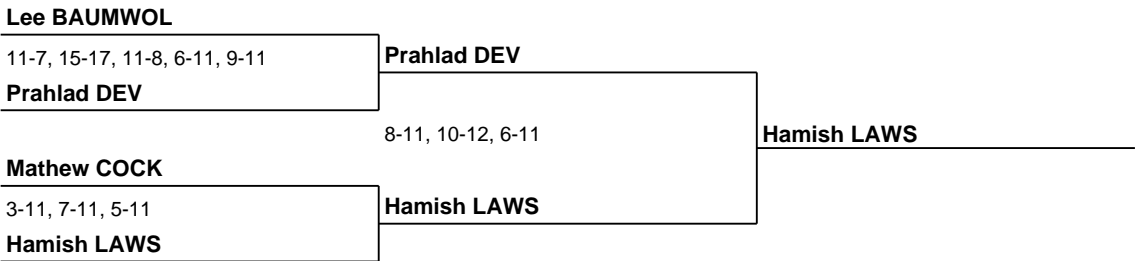 Lee BAUMWOL
11-7, 15-17, 11-8, 6-11, 9-11
Prahlad DEV
Prahlad DEV
8-11, 10-12, 6-11
Hamish LAWS
Mathew COCK
3-11, 7-11, 5-11
Hamish LAWS
Hamish LAWS